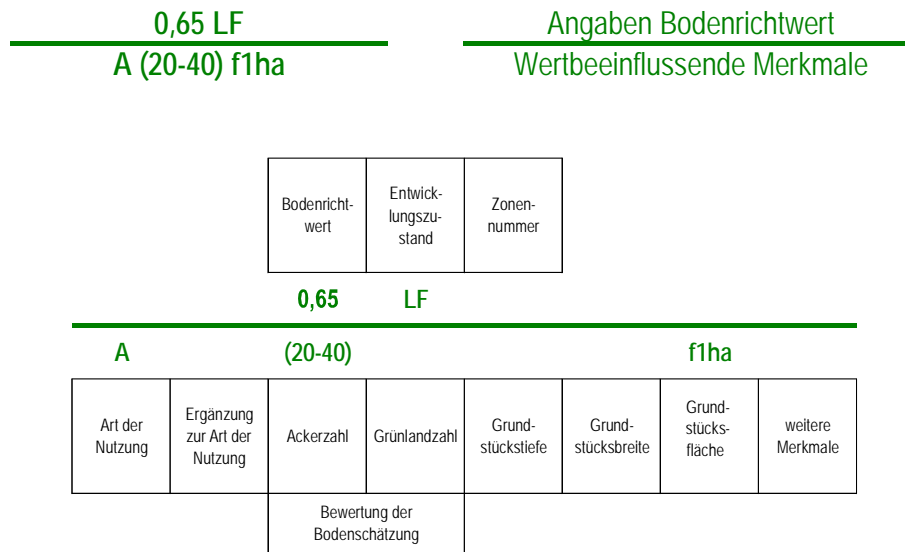 0,65 LF
Angaben Bodenrichtwert
A (20-40) f1ha
Wertbeeinflussende Merkmale
Bodenricht-
wert
Entwick-
lungszu-
stand
Zonen-
nummer
0,65
LF
A
(20-40)
f1ha
Art der
Nutzung
Ergänzung
zur Art der
Nutzung
Ackerzahl
Grünlandzahl
Grund-
stückstiefe
Grund-
stücksbreite
Grund-
stücks-
fläche
weitere
Merkmale
Bewertung der
Bodenschätzung